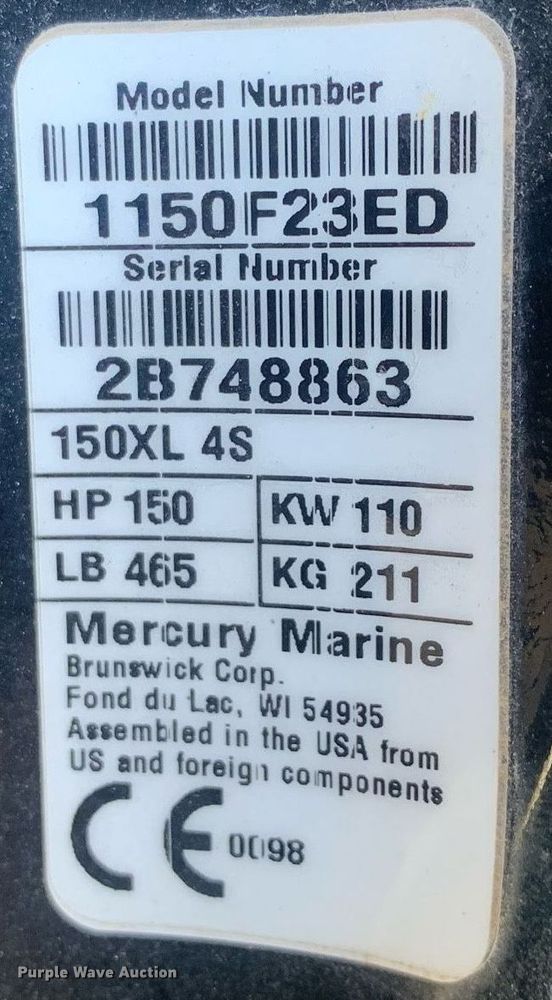 Model Number
1150F23ED
Serial Number
2B748863
150XL 4S
HP 150 KW 110
LB 465 KG 211
Mercury Marine
Brunswick Corp.
Fond du Lac, WI 54935
Assembled in the USA from
US and foreign components
CE 0098
Purple Wave Auction